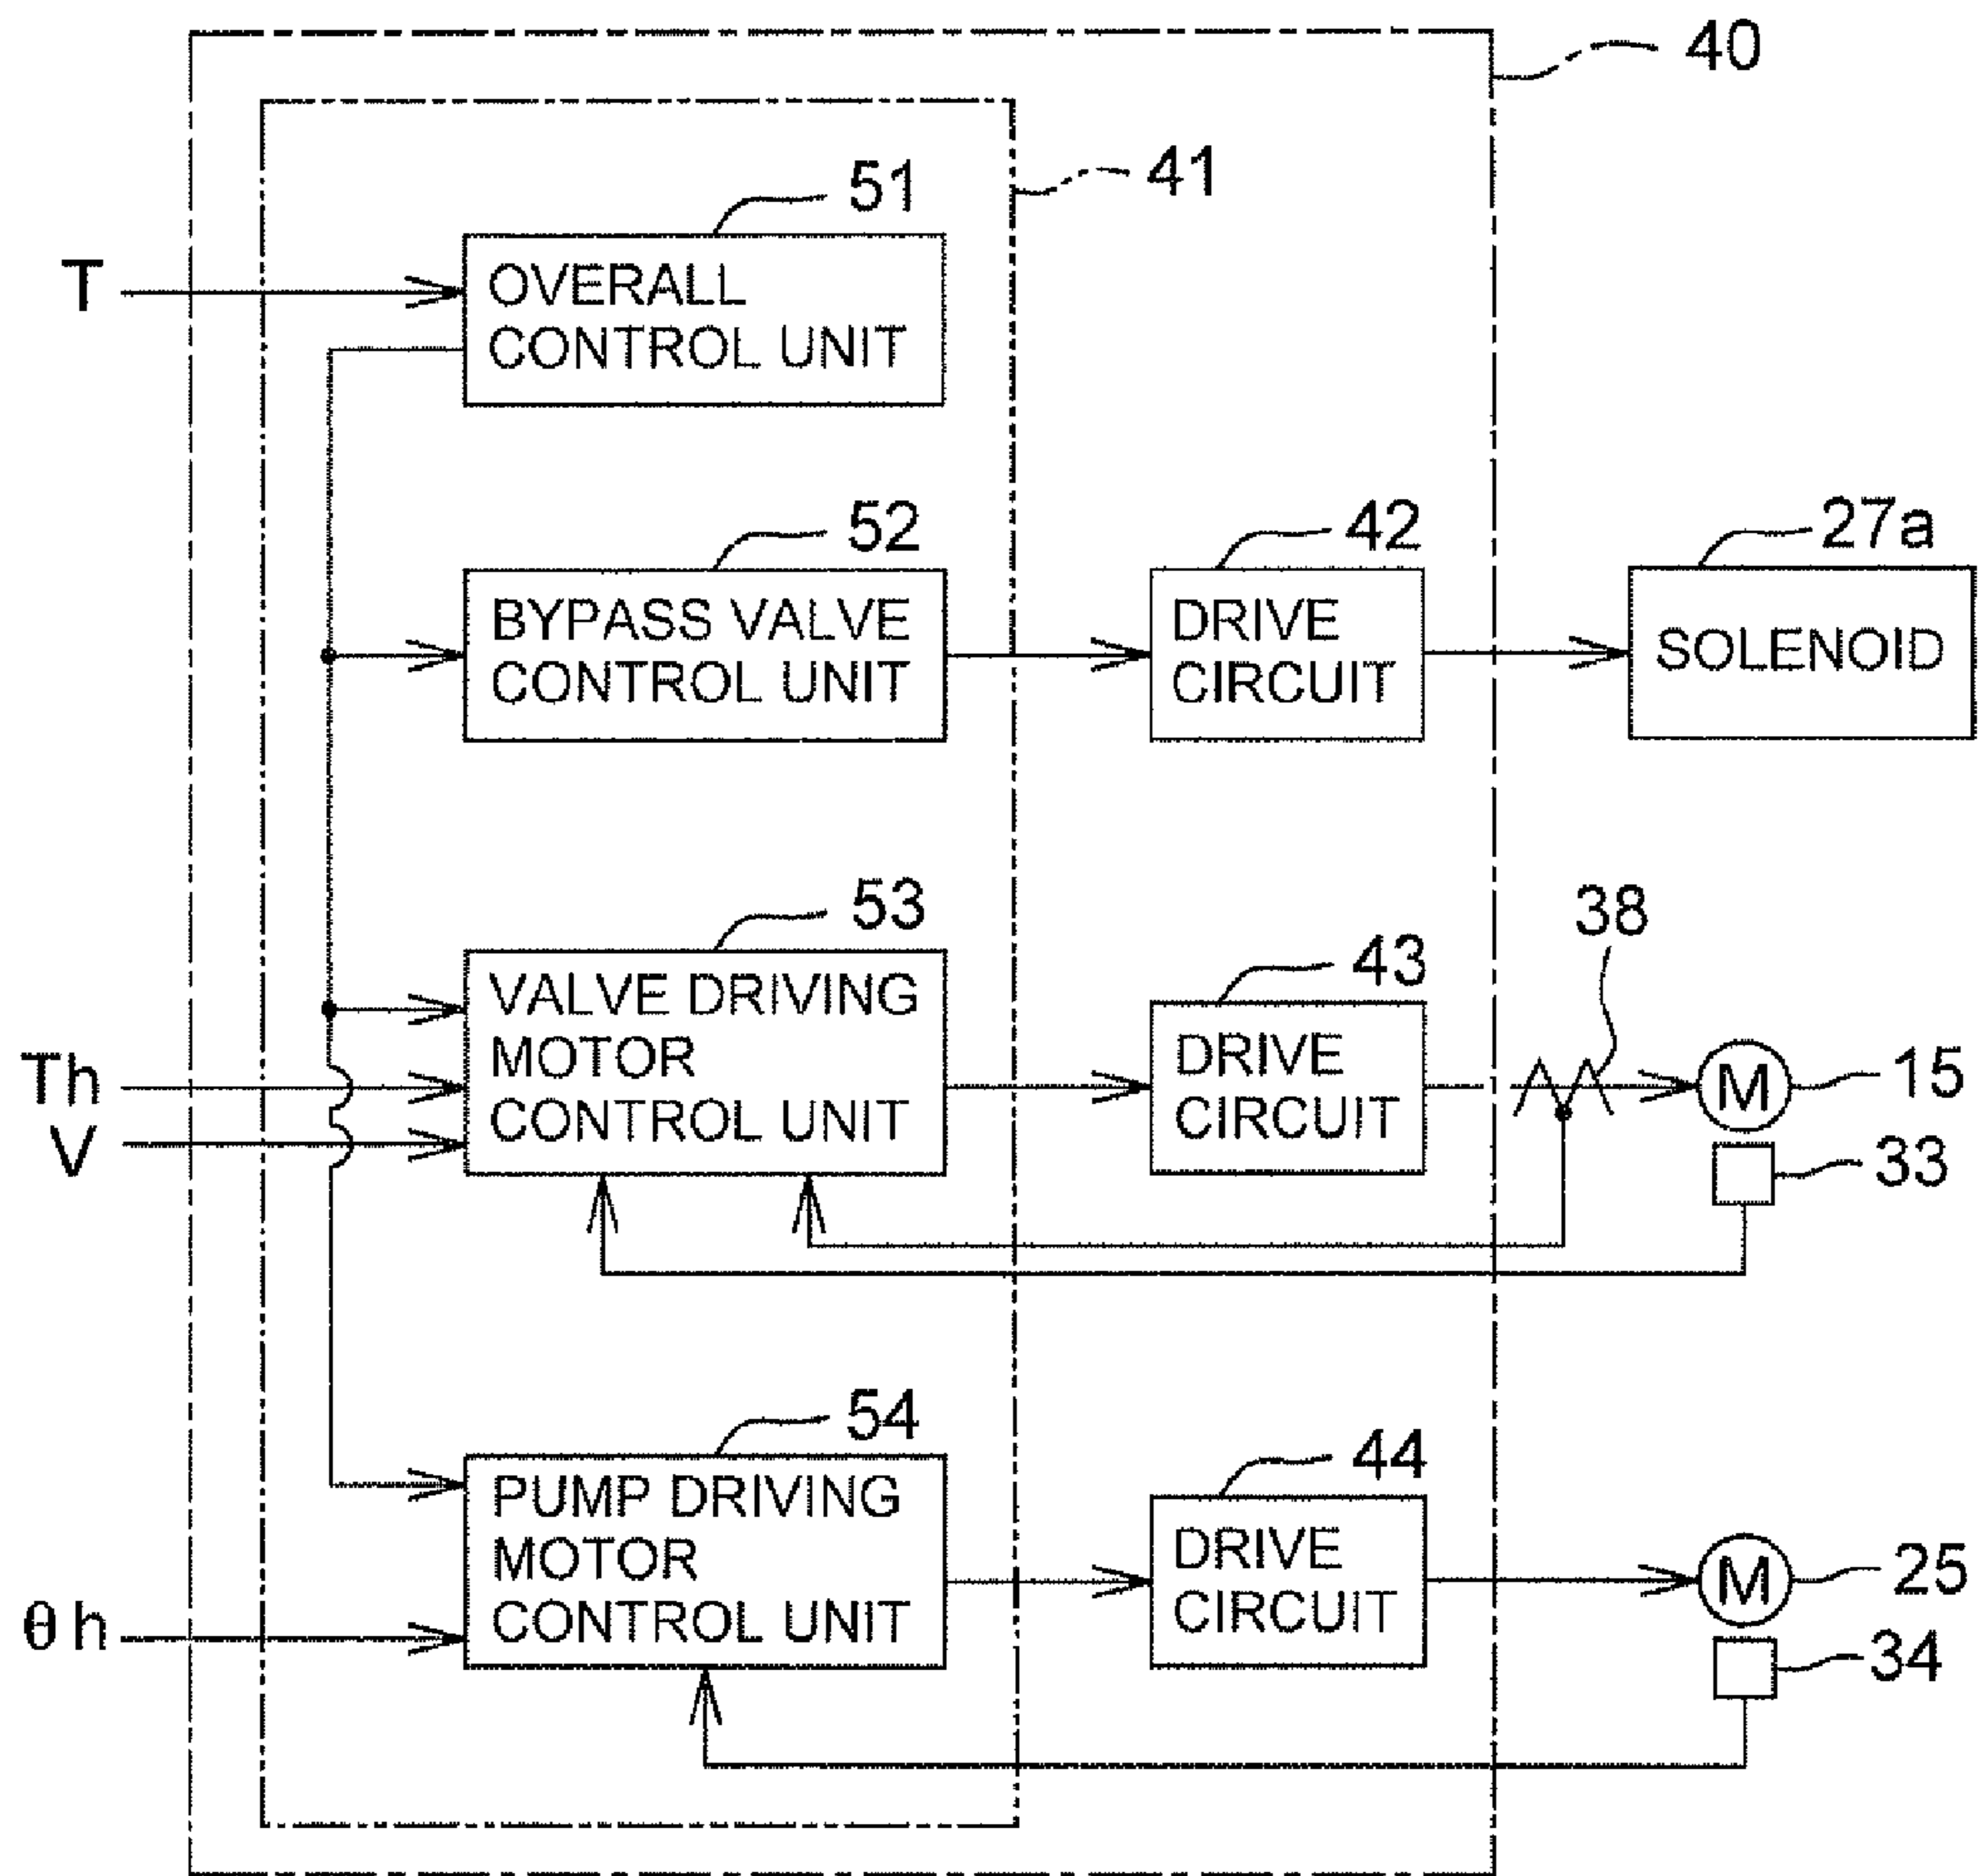 40
41
51
T
OVERALL
CONTROL UNIT
52
42
27a
BYPASS VALVE
CONTROL UNIT
DRIVE
CIRCUIT
SOLENOID
53
43
38
VALVE DRIVING
MOTOR
CONTROL UNIT
Th
V
DRIVE
CIRCUIT
M
15
33
54
44
PUMP DRIVING
MOTOR
CONTROL UNIT
θh
DRIVE
CIRCUIT
M
25
34